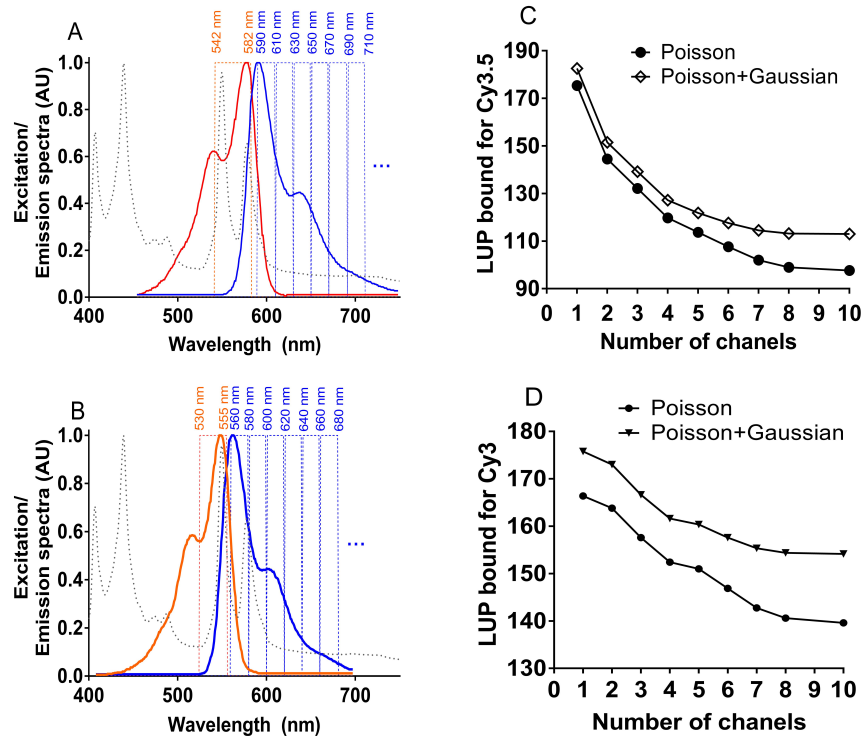 A
542 nm
582 nm
590 nm
610 nm
630 nm
650 nm
670 nm
690 nm
710 nm
Excitation/
Emission spectra (AU)
1.0
0.8
0.6
0.4
0.2
0.0
...
400 500 600 700
Wavelength (nm)
C
Poisson
Poisson+Gaussian
LUP bound for Cy3.5
190
170
150
130
110
90
0 1 2 3 4 5 6 7 8 9 10
Number of chanels
B
530 nm
555 nm
560 nm
580 nm
600 nm
620 nm
640 nm
660 nm
680 nm
Excitation/
Emission spectra (AU)
1.0
0.8
0.6
0.4
0.2
0.0
...
400 500 600 700
Wavelength (nm)
D
Poisson
Poisson+Gaussian
LUP bound for Cy3
180
170
160
150
140
130
0 1 2 3 4 5 6 7 8 9 10
Number of chanels